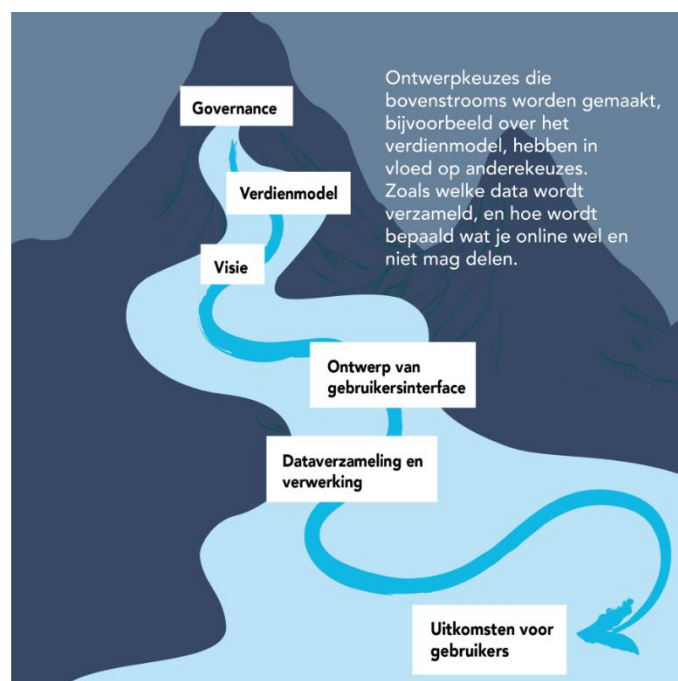 Governance
Ontwerpkeuzes die
bovenstrooms worden gemaakt,
bijvoorbeeld over het
verdienmodel, hebben in
vloed op anderekeuzes.
Zoals welke data wordt
verzameld, en hoe wordt
bepaald wat je online wel en
niet mag delen.
Verdienmodel
Visie
Ontwerp van
gebruikersinterface
Dataverzameling en
verwerking
Uitkomsten voor
gebruikers